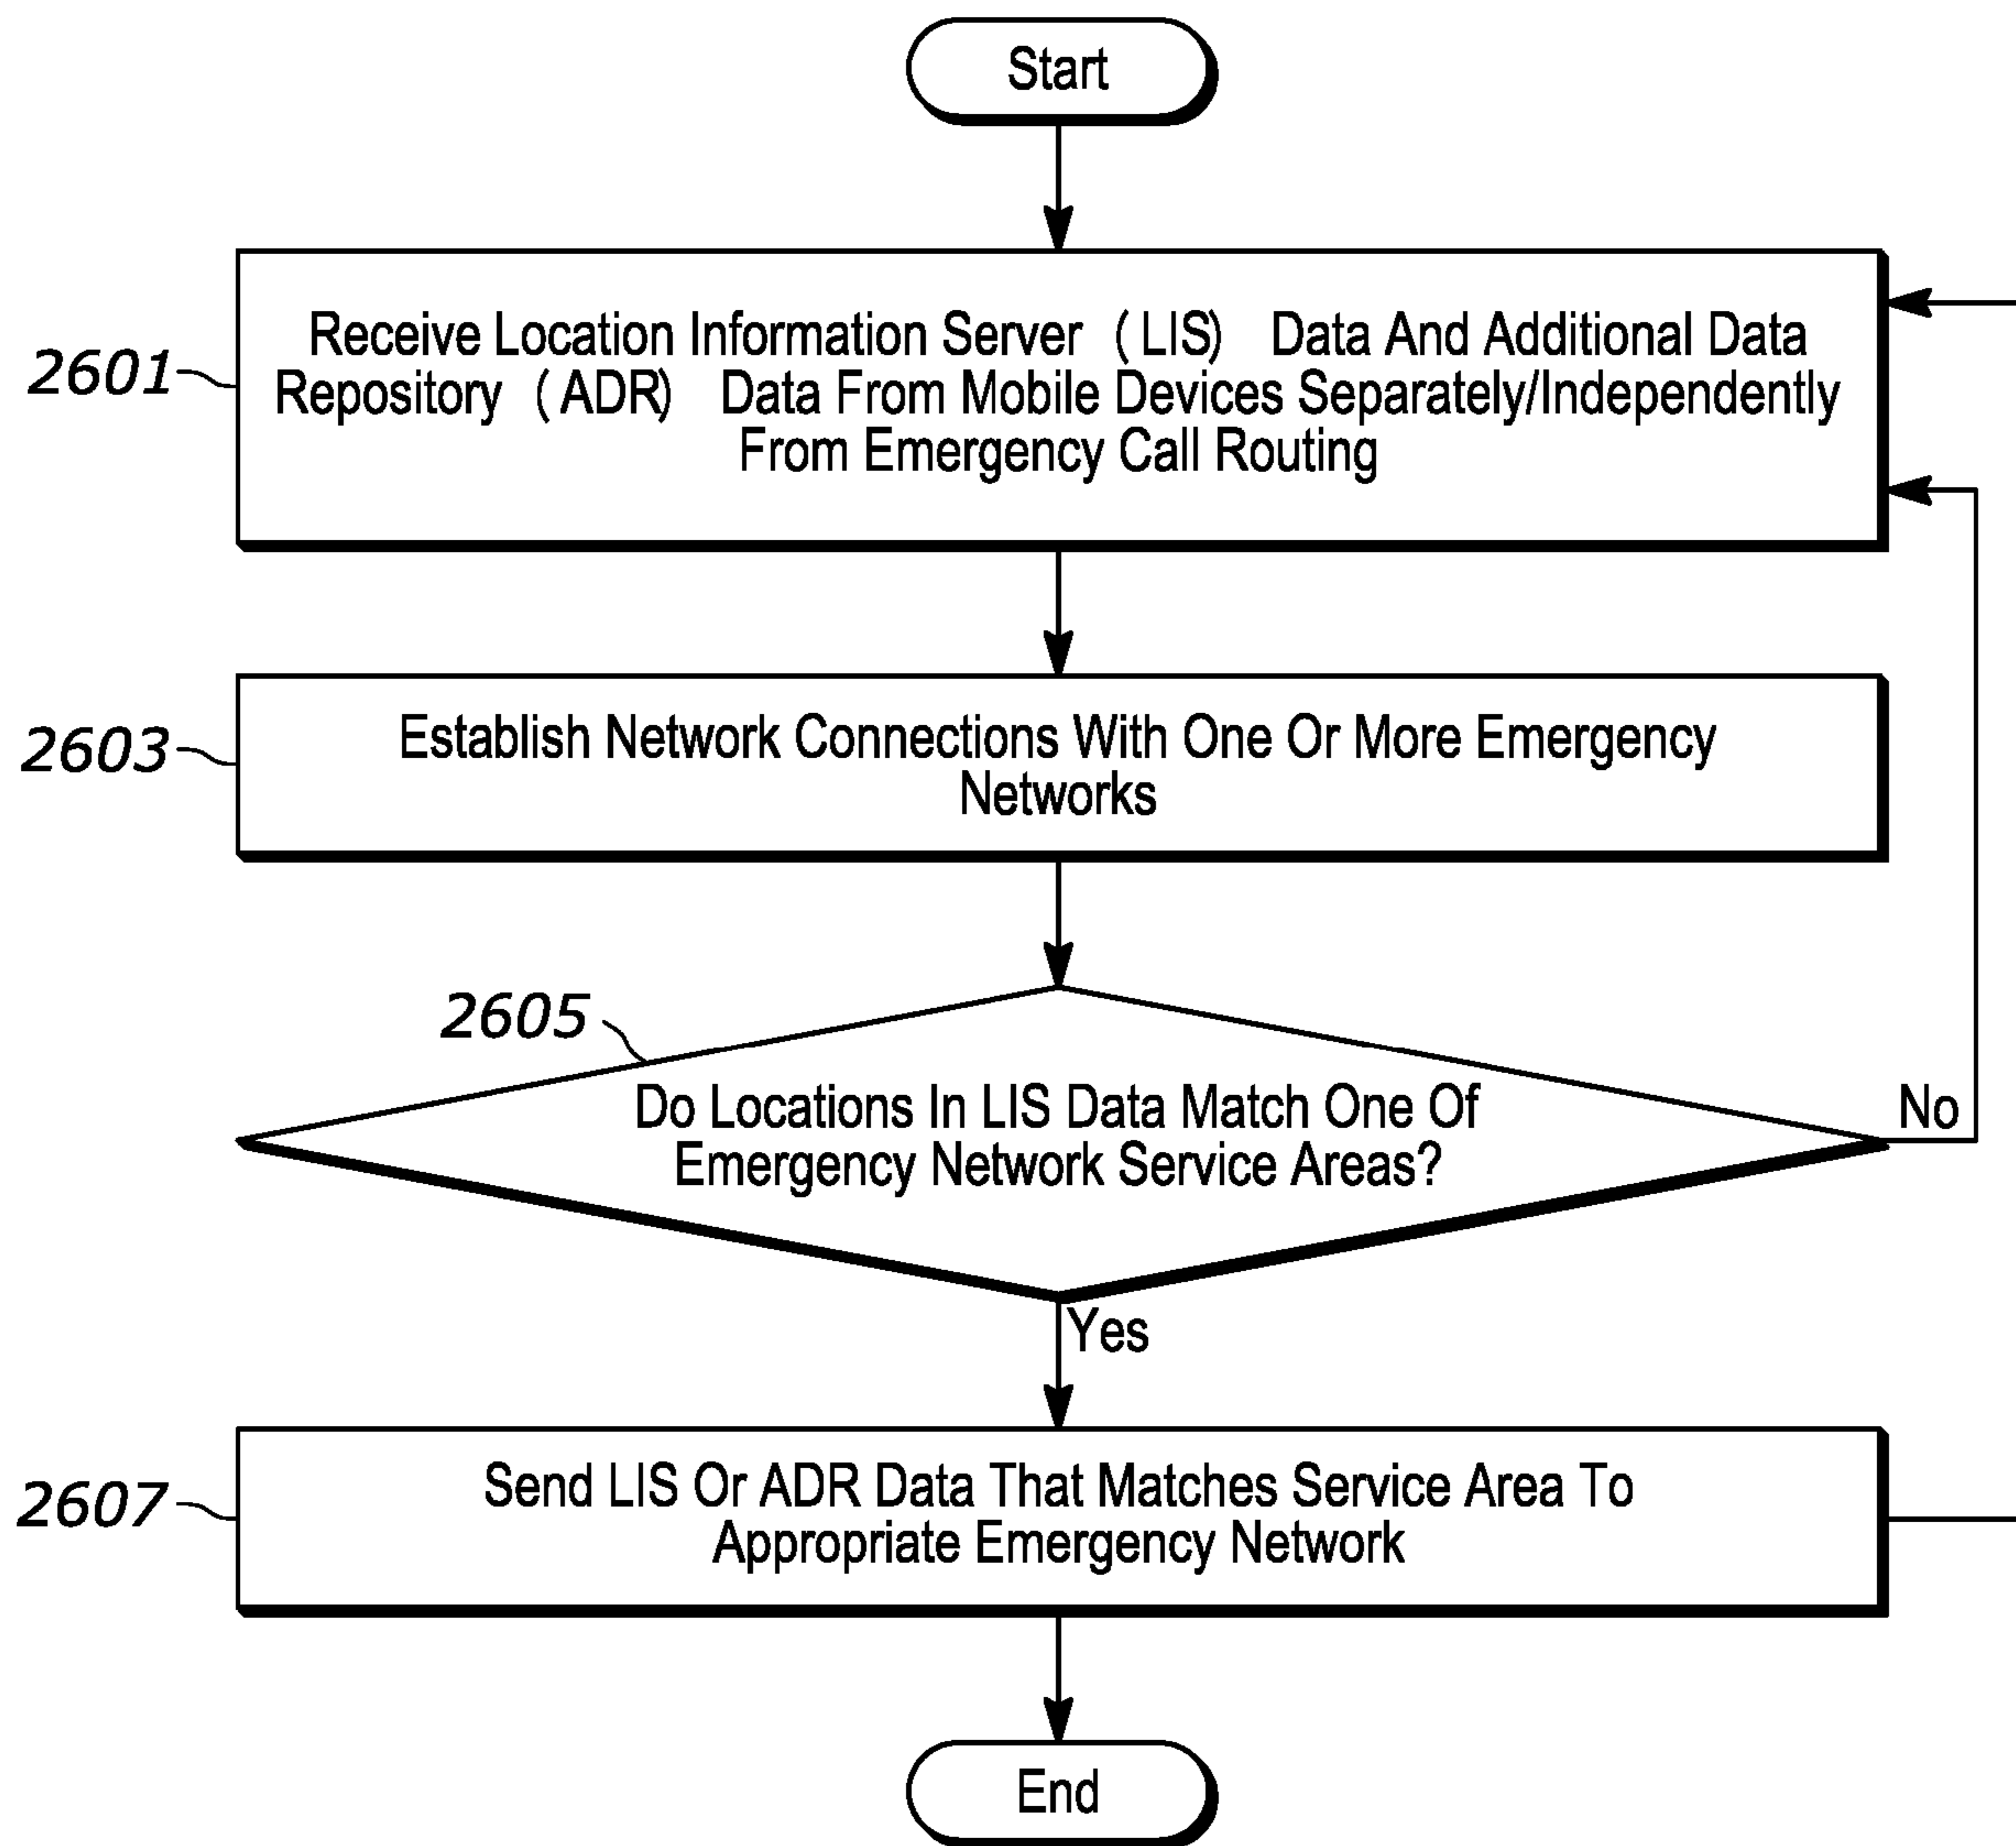 Start
2601
Receive Location Information Server (LIS) Data And Additional Data
Repository (ADR) Data From Mobile Devices Separately/Independently
From Emergency Call Routing
2603
Establish Network Connections With One Or More Emergency
Networks
2605
Do Locations In LIS Data Match One Of
Emergency Network Service Areas?
No
Yes
2607
Send LIS Or ADR Data That Matches Service Area To
Appropriate Emergency Network
End